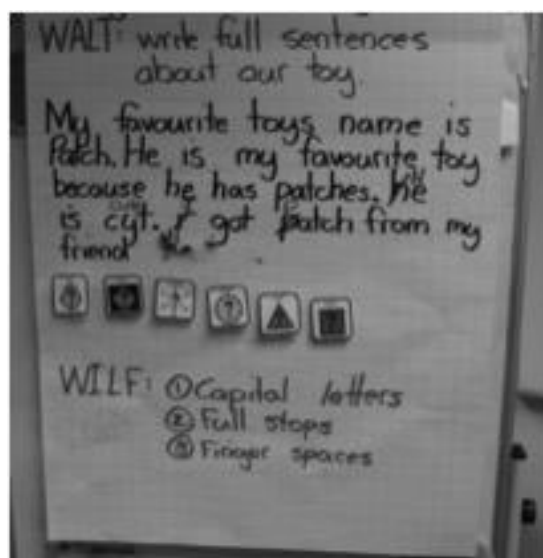 WALT: write full sentences
about our toy.
My favourite toys name is
Patch. He is my favourite toy
because he has patches. He
is cyt. I got Patch from my
friend
WILF: ① Capital letters
② Full stops
③ Finger spaces